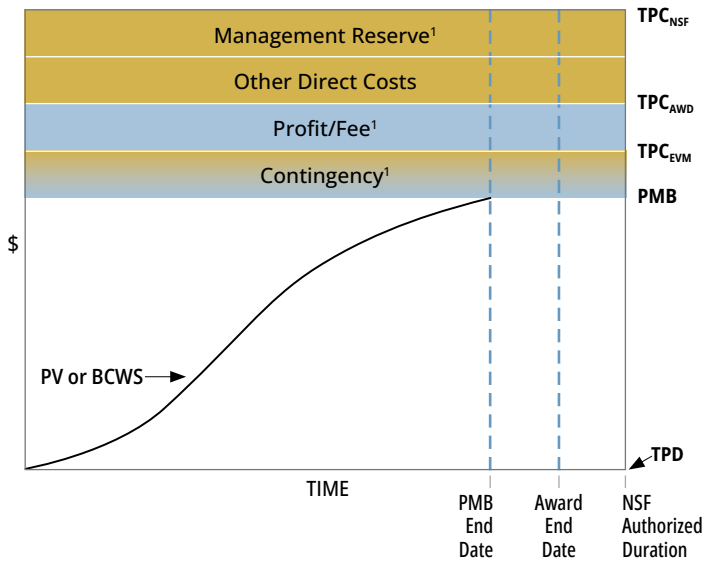 TPC_NSF
Management Reserve¹
Other Direct Costs
TPC_AWD
Profit/Fee¹
TPC_EVM
Contingency¹
PMB
$
PV or BCWS
TPD
TIME
PMB
End
Date
Award
End
Date
NSF
Authorized
Duration